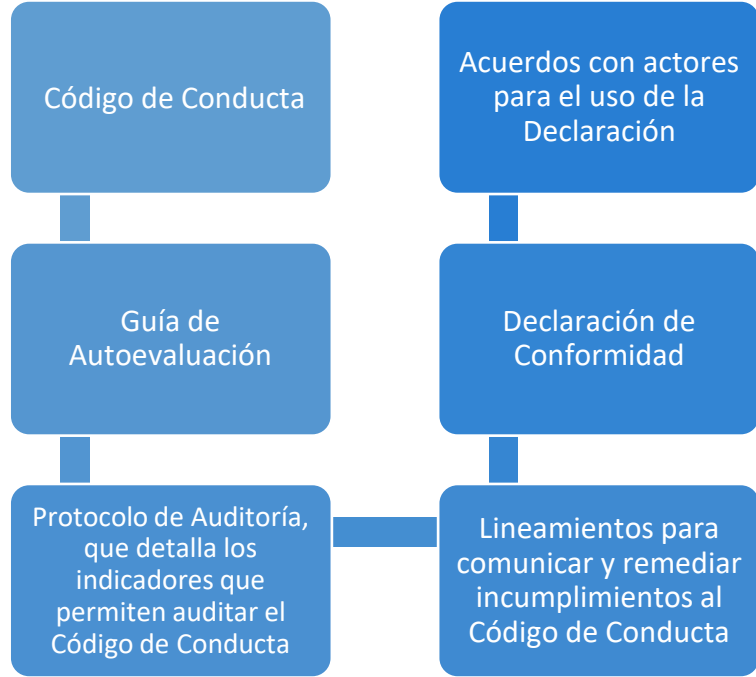 Código de Conducta
Guía de
Autoevaluación
Protocolo de Auditoría,
que detalla los
indicadores que
permiten auditar el
Código de Conducta
Lineamientos para
comunicar y remediar
incumplimientos al
Código de Conducta
Declaración de
Conformidad
Acuerdos con actores
para el uso de la
Declaración